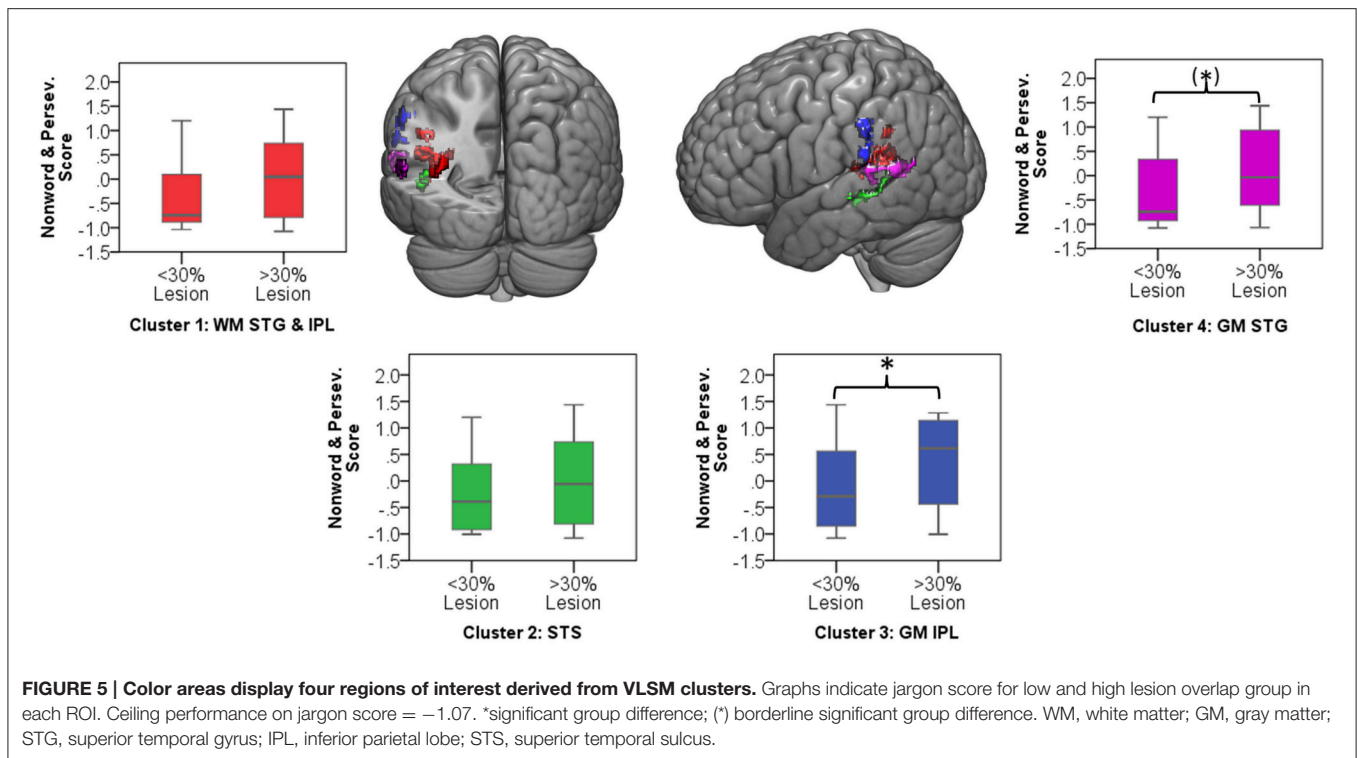 Nonword & Persev.
Score
2.0
1.5
1.0
.5
.0
-.5
-1.0
-1.5
<30%
Lesion
>30%
Lesion
Cluster 1: WM STG & IPL
Nonword & Persev.
Score
2.0
1.5
1.0
.5
.0
-.5
-1.0
-1.5
(*)
<30%
Lesion
>30%
Lesion
Cluster 4: GM STG
Nonword & Persev.
Score
2.0
1.5
1.0
.5
.0
-.5
-1.0
-1.5
<30%
Lesion
>30%
Lesion
Cluster 2: STS
Nonword & Persev.
Score
2.0
1.5
1.0
.5
.0
-.5
-1.0
-1.5
*
<30%
Lesion
>30%
Lesion
Cluster 3: GM IPL
FIGURE 5 | Color areas display four regions of interest derived from VLSM clusters. Graphs indicate jargon score for low and high lesion overlap group in
each ROI. Ceiling performance on jargon score = −1.07. *significant group difference; (*) borderline significant group difference. WM, white matter; GM, gray matter;
STG, superior temporal gyrus; IPL, inferior parietal lobe; STS, superior temporal sulcus.